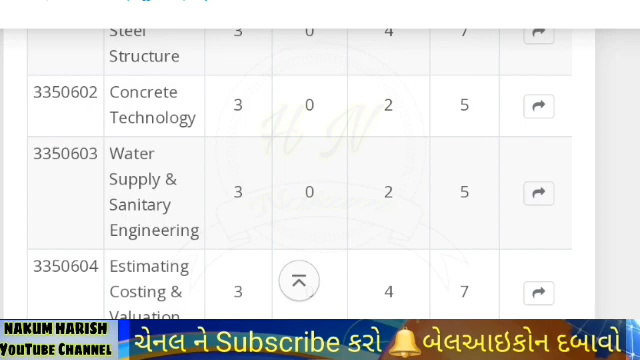 Steel 3 0 4 7
Structure
3350602 Concrete
Technology 3 0 2 5
3350603 Water
Supply &
Sanitary 3 0 2 5
Engineering
3350604 Estimating
Costing & 3 4 7
Valuation
NAKUM HARISH
YOUTUBE CHANNEL
ચેનલ ને Subscribe કરો 🔔 બેલઆઇકોન દબાવો